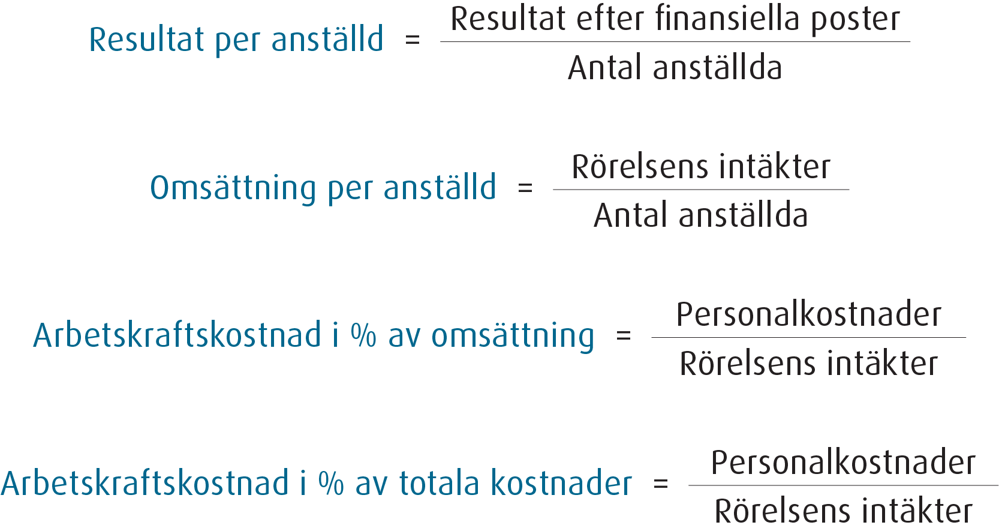 Resultat per anställd = Resultat efter finansiella poster
Antal anställda
Omsättning per anställd = Rörelsens intäkter
Antal anställda
Arbetskraftskostnad i % av omsättning = Personalkostnader
Rörelsens intäkter
Arbetskraftskostnad i % av totala kostnader = Personalkostnader
Rörelsens intäkter